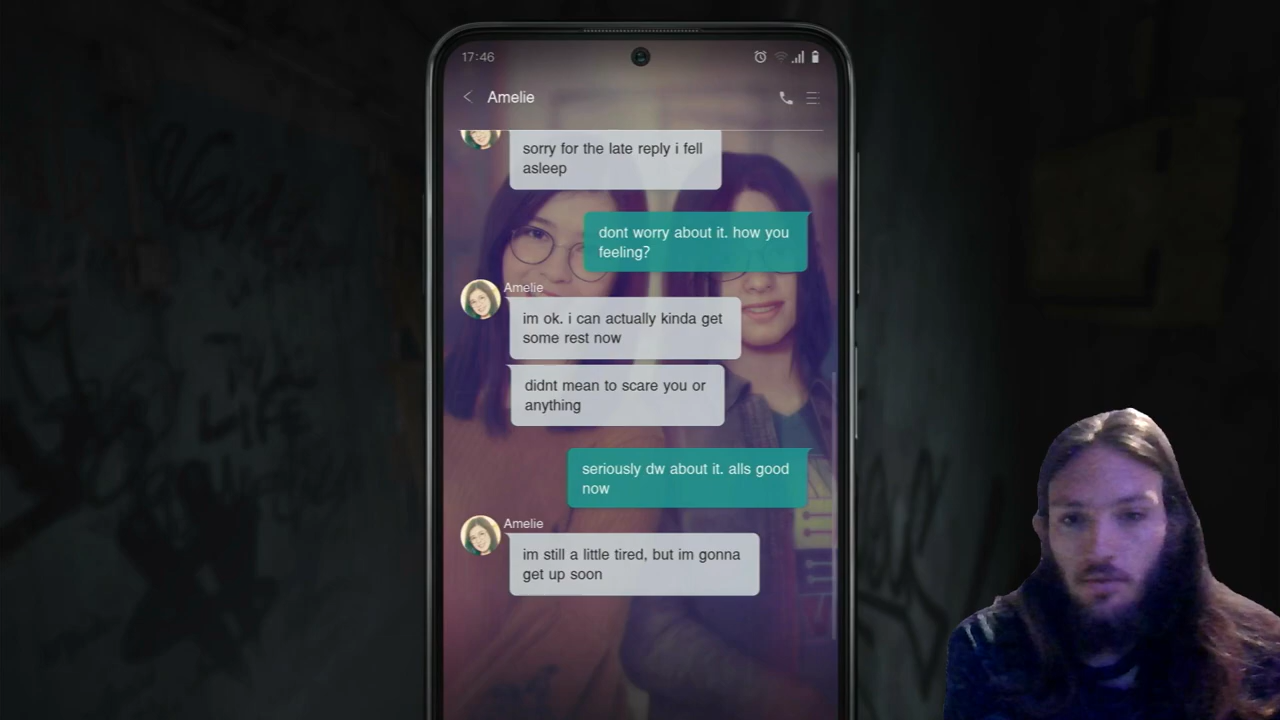 17:46
Amelie
sorry for the late reply i fell
asleep
dont worry about it. how you
feeling?
Amelie
im ok. i can actually kinda get
some rest now
didnt mean to scare you or
anything
seriously dw about it. alls good
now
Amelie
im still a little tired, but im gonna
get up soon